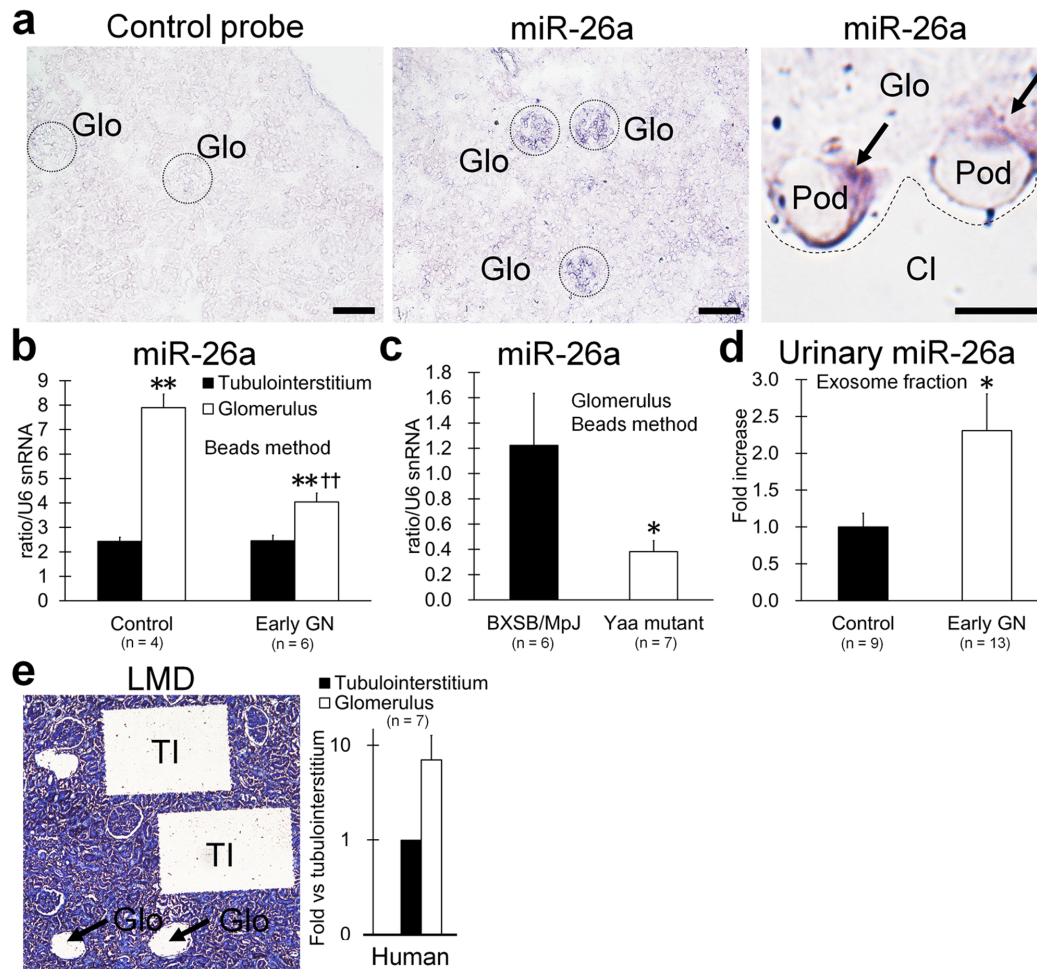 a
Control probe
miR-26a
miR-26a
Glo
Glo
Glo
Glo
Glo
Glo
Pod
Pod
Cl
b
miR-26a
ratio/U6 snRNA
9
8
7
6
5
4
3
2
1
0
**
■ Tubulointerstitium
□ Glomerulus
Beads method
**††
Control
(n = 4)
Early GN
(n = 6)
c
miR-26a
ratio/U6 snRNA
1.8
1.6
1.4
1.2
1.0
0.8
0.6
0.4
0.2
0.0
Glomerulus
Beads method
*
BXSB/MpJ
(n = 6)
Yaa mutant
(n = 7)
d
Urinary miR-26a
Fold increase
3.0
2.5
2.0
1.5
1.0
0.5
0.0
Exosome fraction
*
Control
(n = 9)
Early GN
(n = 13)
e
LMD
TI
TI
Glo
Glo
■ Tubulointerstitium
□ Glomerulus
(n = 7)
Fold vs tubulointerstitium
10
1
0
Human